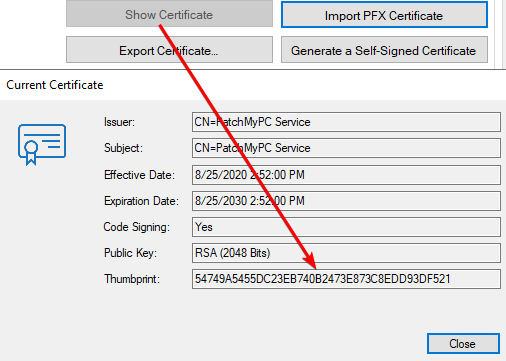 Show Certificate
Import PFX Certificate
Export Certificate...
Generate a Self-Signed Certificate
Current Certificate
Issuer: CN=PatchMyPC Service
Subject: CN=PatchMyPC Service
Effective Date: 8/25/2020 2:52:00 PM
Expiration Date: 8/25/2030 2:52:00 PM
Code Signing: Yes
Public Key: RSA (2048 Bits)
Thumbprint: 54749A5455DC23EB740B2473E873C8EDD93DF521
Close